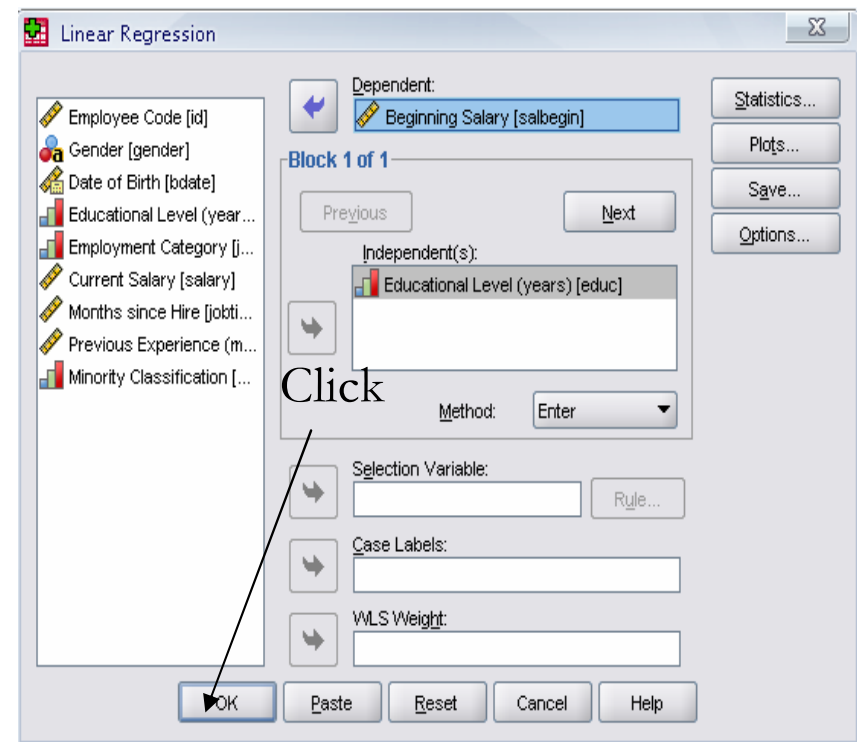 Linear Regression
Employee Code [id]
Gender [gender]
Date of Birth [bdate]
Educational Level (year...
Employment Category [j...
Current Salary [salary]
Months since Hire [jobti...
Previous Experience (m...
Minority Classification [...
Dependent:
Beginning Salary [salbegin]
Block 1 of 1
Previous
Next
Independent(s):
Educational Level (years) [educ]
Click
Method:
Enter
Selection Variable:
Rule...
Case Labels:
WLS Weight:
Statistics...
Plots...
Save...
Options...
OK
Paste
Reset
Cancel
Help